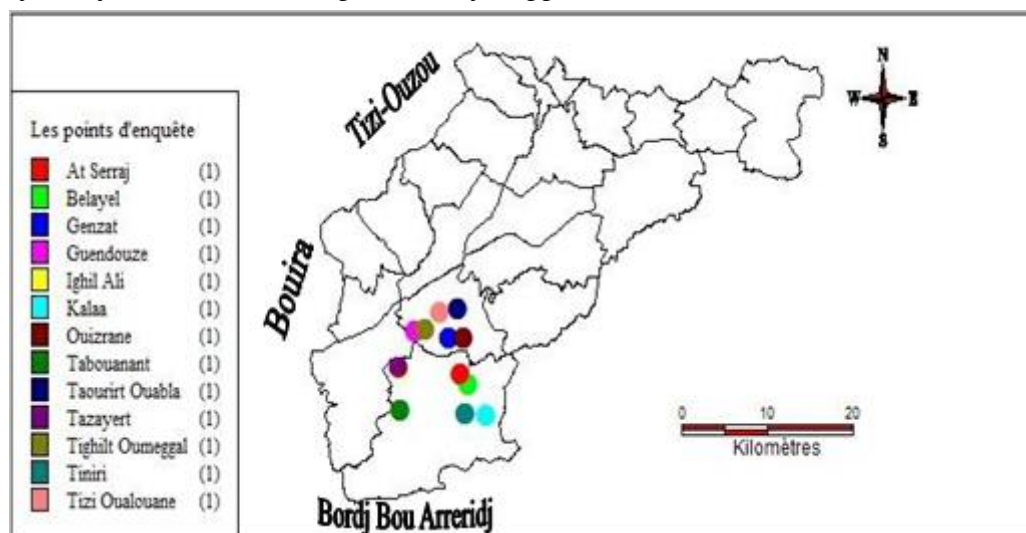 Tizi-Ouzou
N
W E
S
Les points d'enquête
At Serraj (1)
Belayel (1)
Genzat (1)
Guendouze (1)
Ighil Ali (1)
Kalaa (1)
Ouizrane (1)
Tabouanant (1)
Taourirt Ouabla (1)
Tazayert (1)
Tighilt Oumeggal (1)
Tiniri (1)
Tizi Oualouane (1)
Bouira
0 10 20
Kilomètres
Bordj Bou Arreridj